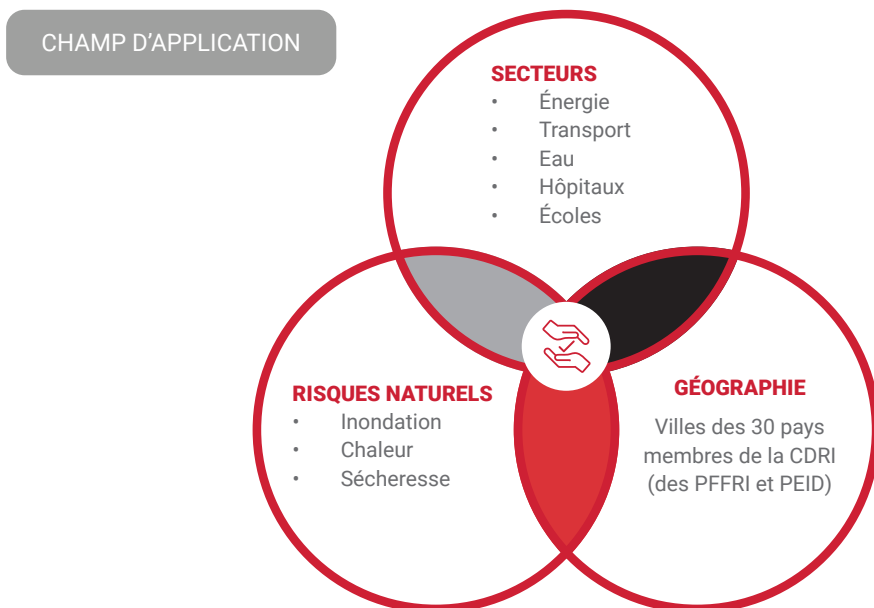 CHAMP D’APPLICATION
SECTEURS
• Énergie
• Transport
• Eau
• Hôpitaux
• Écoles
RISQUES NATURELS
• Inondation
• Chaleur
• Sécheresse
GÉOGRAPHIE
Villes des 30 pays
membres de la CDRI
(des PFFRI et PEID)